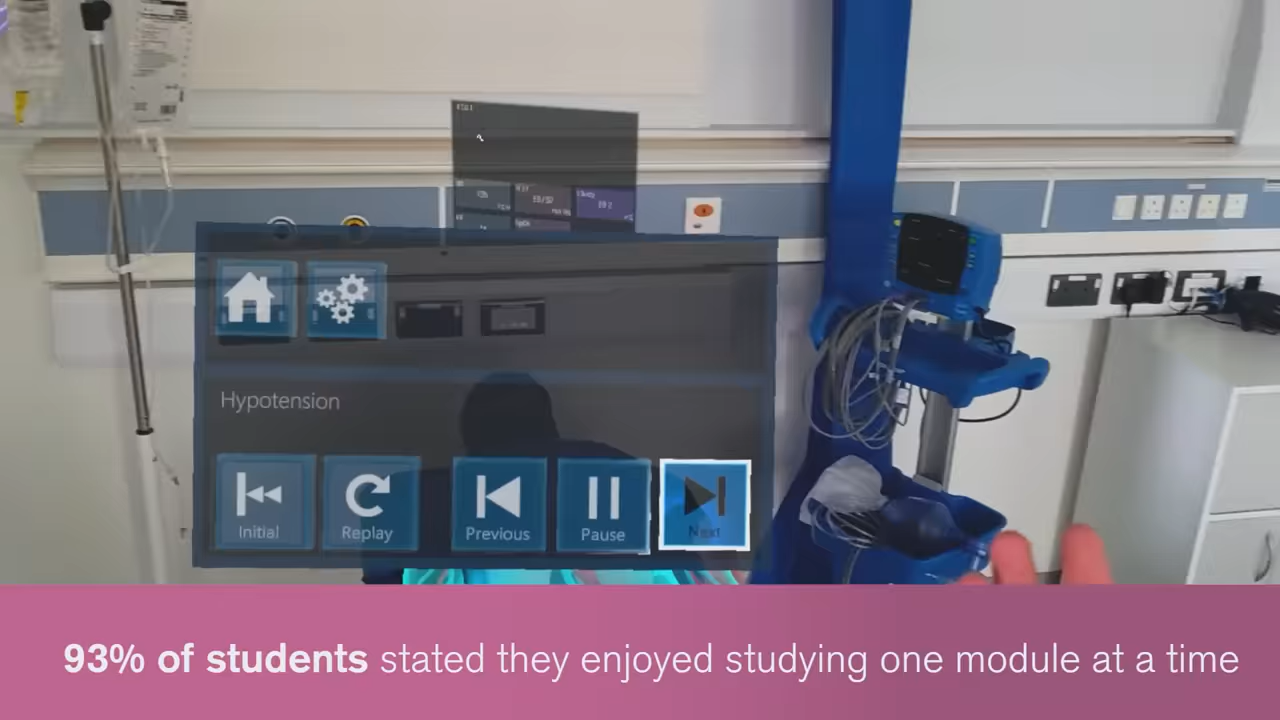 Hypotension
Initial
Replay
Previous
Pause
Next
93% of students stated they enjoyed studying one module at a time